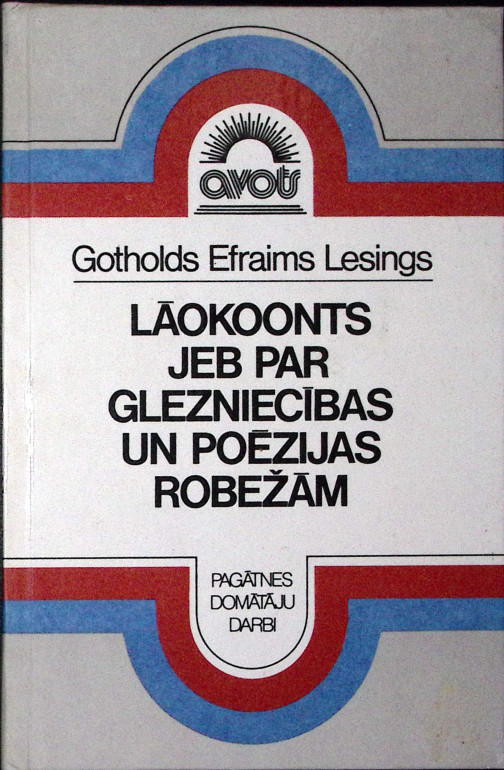 avots
Gotholds Efraims Lesings
LĀOKOONTS
JEB PAR
GLEZNIECĪBAS
UN POĒZIJAS
ROBEŽĀM
PAGĀTNES
DOMĀTĀJU
DARBI